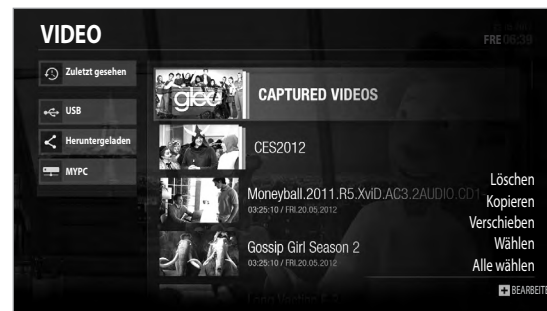 VIDEO
FRE 06:39
Zuletzt gesehen
USB
Heruntergeladen
MYPC
glee
CAPTURED VIDEOS
CES2012
Moneyball.2011.R5.XviD.AC3.2AUDIO.CD1-
03:25:10 / FRI.20.05.2012
Gossip Girl Season 2
03:25:10 / FRI.20.05.2012
Löschen
Kopieren
Verschieben
Wählen
Alle wählen
BEARBEITE